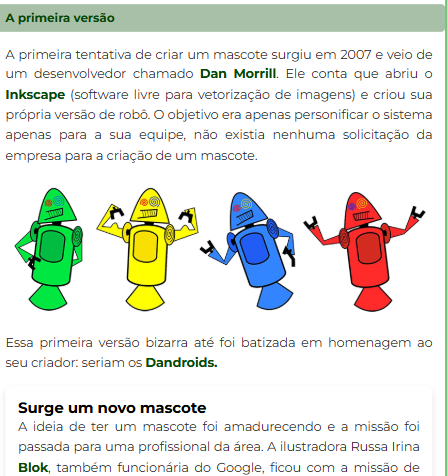 A primeira versão
A primeira tentativa de criar um mascote surgiu em 2007 e veio de
um desenvolvedor chamado Dan Morrill. Ele conta que abriu o
Inkscape (software livre para vetorização de imagens) e criou sua
própria versão de robô. O objetivo era apenas personificar o sistema
apenas para a sua equipe, não existia nenhuma solicitação da
empresa para a criação de um mascote.
Essa primeira versão bizarra até foi batizada em homenagem ao
seu criador: seriam os Dandroids.
Surge um novo mascote
A ideia de ter um mascote foi amadurecendo e a missão foi
passada para uma profissional da área. A ilustradora Russa Irina
Blok, também funcionária do Google, ficou com a missão de